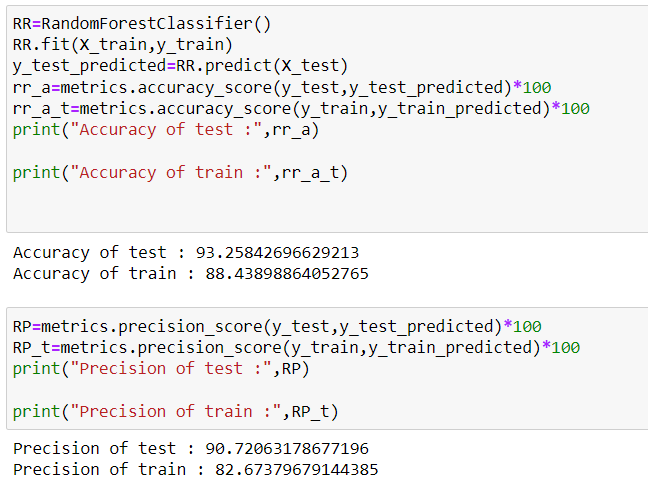 RR=RandomForestClassifier()
RR.fit(X_train,y_train)
y_test_predicted=RR.predict(X_test)
rr_a=metrics.accuracy_score(y_test,y_test_predicted)*100
rr_a_t=metrics.accuracy_score(y_train,y_train_predicted)*100
print("Accuracy of test :",rr_a)
print("Accuracy of train :",rr_a_t)
Accuracy of test : 93.25842696629213
Accuracy of train : 88.43898864052765
RP=metrics.precision_score(y_test,y_test_predicted)*100
RP_t=metrics.precision_score(y_train,y_train_predicted)*100
print("Precision of test :",RP)
print("Precision of train :",RP_t)
Precision of test : 90.72063178677196
Precision of train : 82.67379679144385